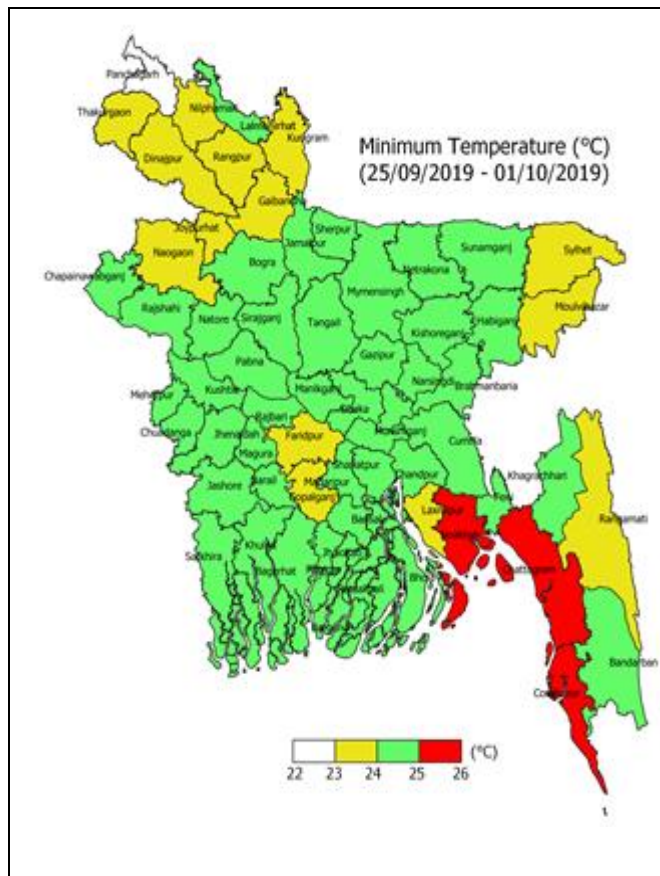 Panchagarh
Thakurgaon
Nilphamari
Lalmonirhat
Kurigram
Dinajpur
Rangpur
Minimum Temperature (°C)
(25/09/2019 - 01/10/2019)
Gaibandha
Joypurhat
Sherpur
Jamalpur
Naogaon
Bogra
Netrakona
Sunamganj
Sylhet
Chapainawabganj
Mymensingh
Moulvibazar
Rajshahi
Natore
Sirajganj
Tangail
Kishoreganj
Habiganj
Pabna
Gazipur
Narsingdi
Brahmanbaria
Meherpur
Kushtia
Manikganj
Dhaka
Rajbari
Chuadanga
Jhenaidah
Faridpur
Munshiganj
Cumilla
Magura
Shariatpur
Chandpur
Khagrachhari
Jashore
Narail
Madaripur
Gopalganj
Feni
Laxmipur
Rangamati
Satkhira
Khulna
Bagerhat
Chattogram
Bandarban
(°C)
22 23 24 25 26